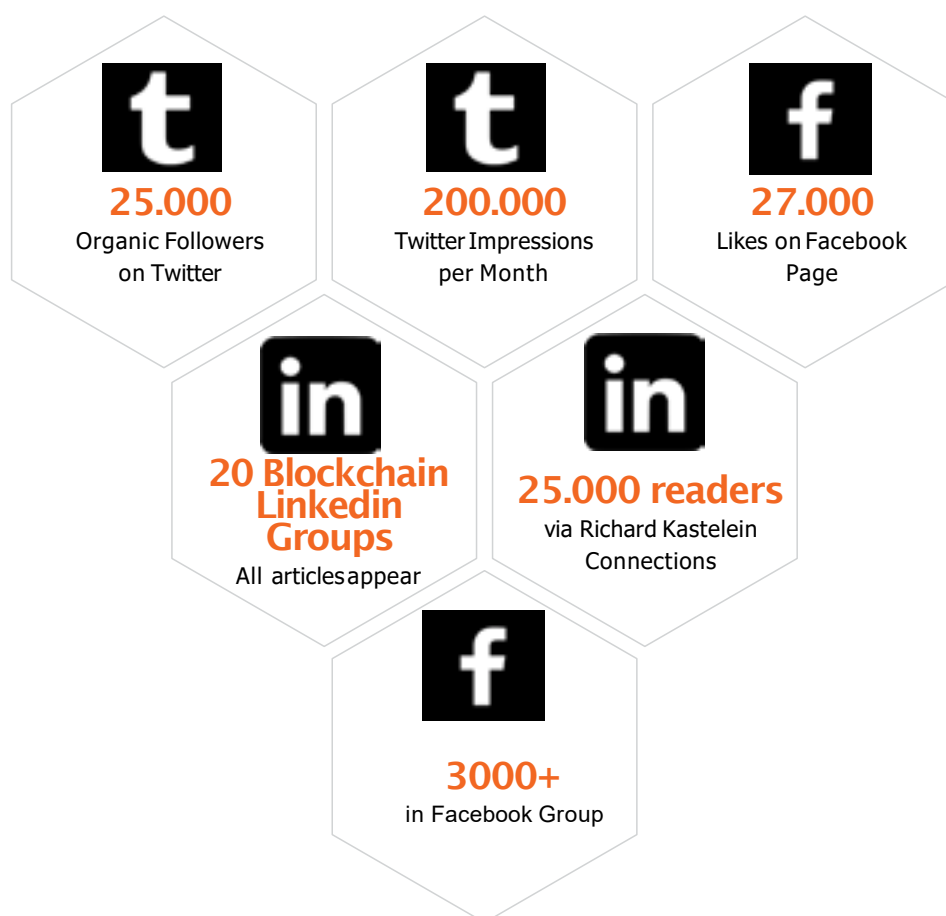 t
25.000
Organic Followers
on Twitter
t
200.000
Twitter Impressions
per Month
f
27.000
Likes on Facebook
Page
in
20 Blockchain
Linkedin
Groups
All articles appear
in
25.000 readers
via Richard Kastelein
Connections
f
3000+
in Facebook Group